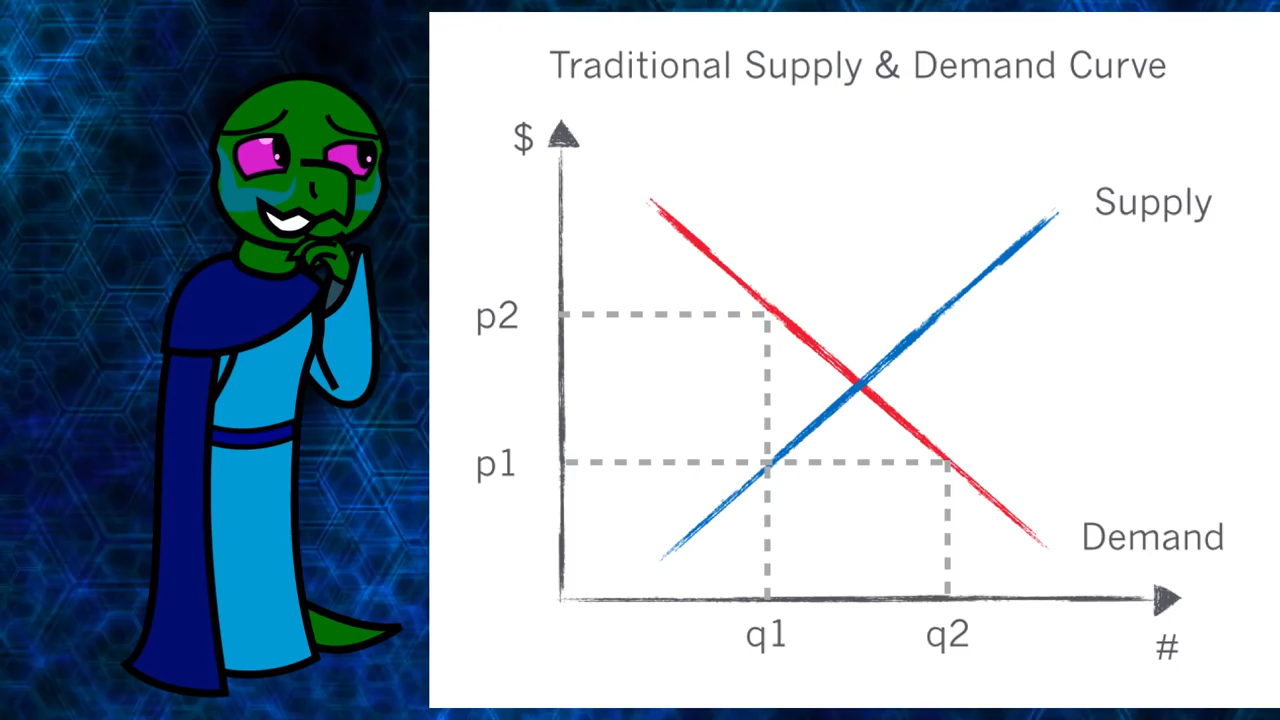 Traditional Supply & Demand Curve
$
Supply
p2
p1
Demand
q1
q2
#